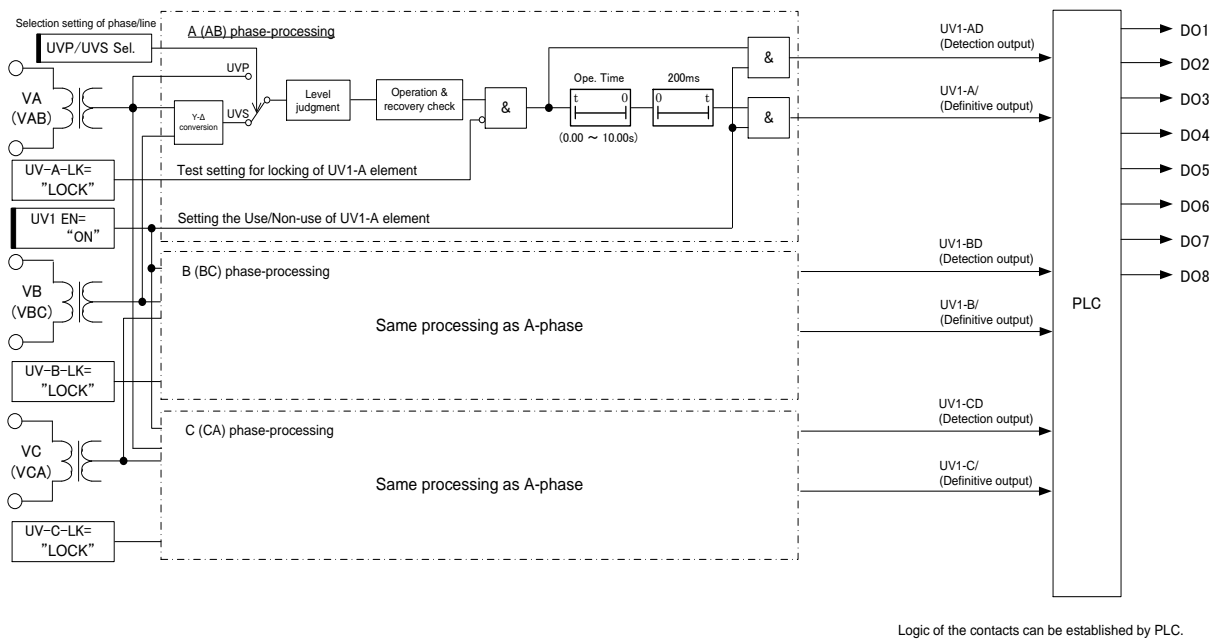 Selection setting of phase/line
UVP/UVS Sel.
A (AB) phase-processing
UVP
UVS
Y-Δ
conversion
Level
judgment
Operation &
recovery check
&
Ope. Time
t 0
(0.00 ～ 10.00s)
200ms
0 t
&
&
VA
(VAB)
UV-A-LK=
”LOCK”
Test setting for locking of UV1-A element
UV1 EN=
“ON”
Setting the Use/Non-use of UV1-A element
UV1-AD
(Detection output)
UV1-A/
(Definitive output)
VB
(VBC)
B (BC) phase-processing
Same processing as A-phase
UV-B-LK=
”LOCK”
UV1-BD
(Detection output)
UV1-B/
(Definitive output)
VC
(VCA)
C (CA) phase-processing
Same processing as A-phase
UV-C-LK=
”LOCK”
UV1-CD
(Detection output)
UV1-C/
(Definitive output)
PLC
DO1
DO2
DO3
DO4
DO5
DO6
DO7
DO8
Logic of the contacts can be established by PLC.